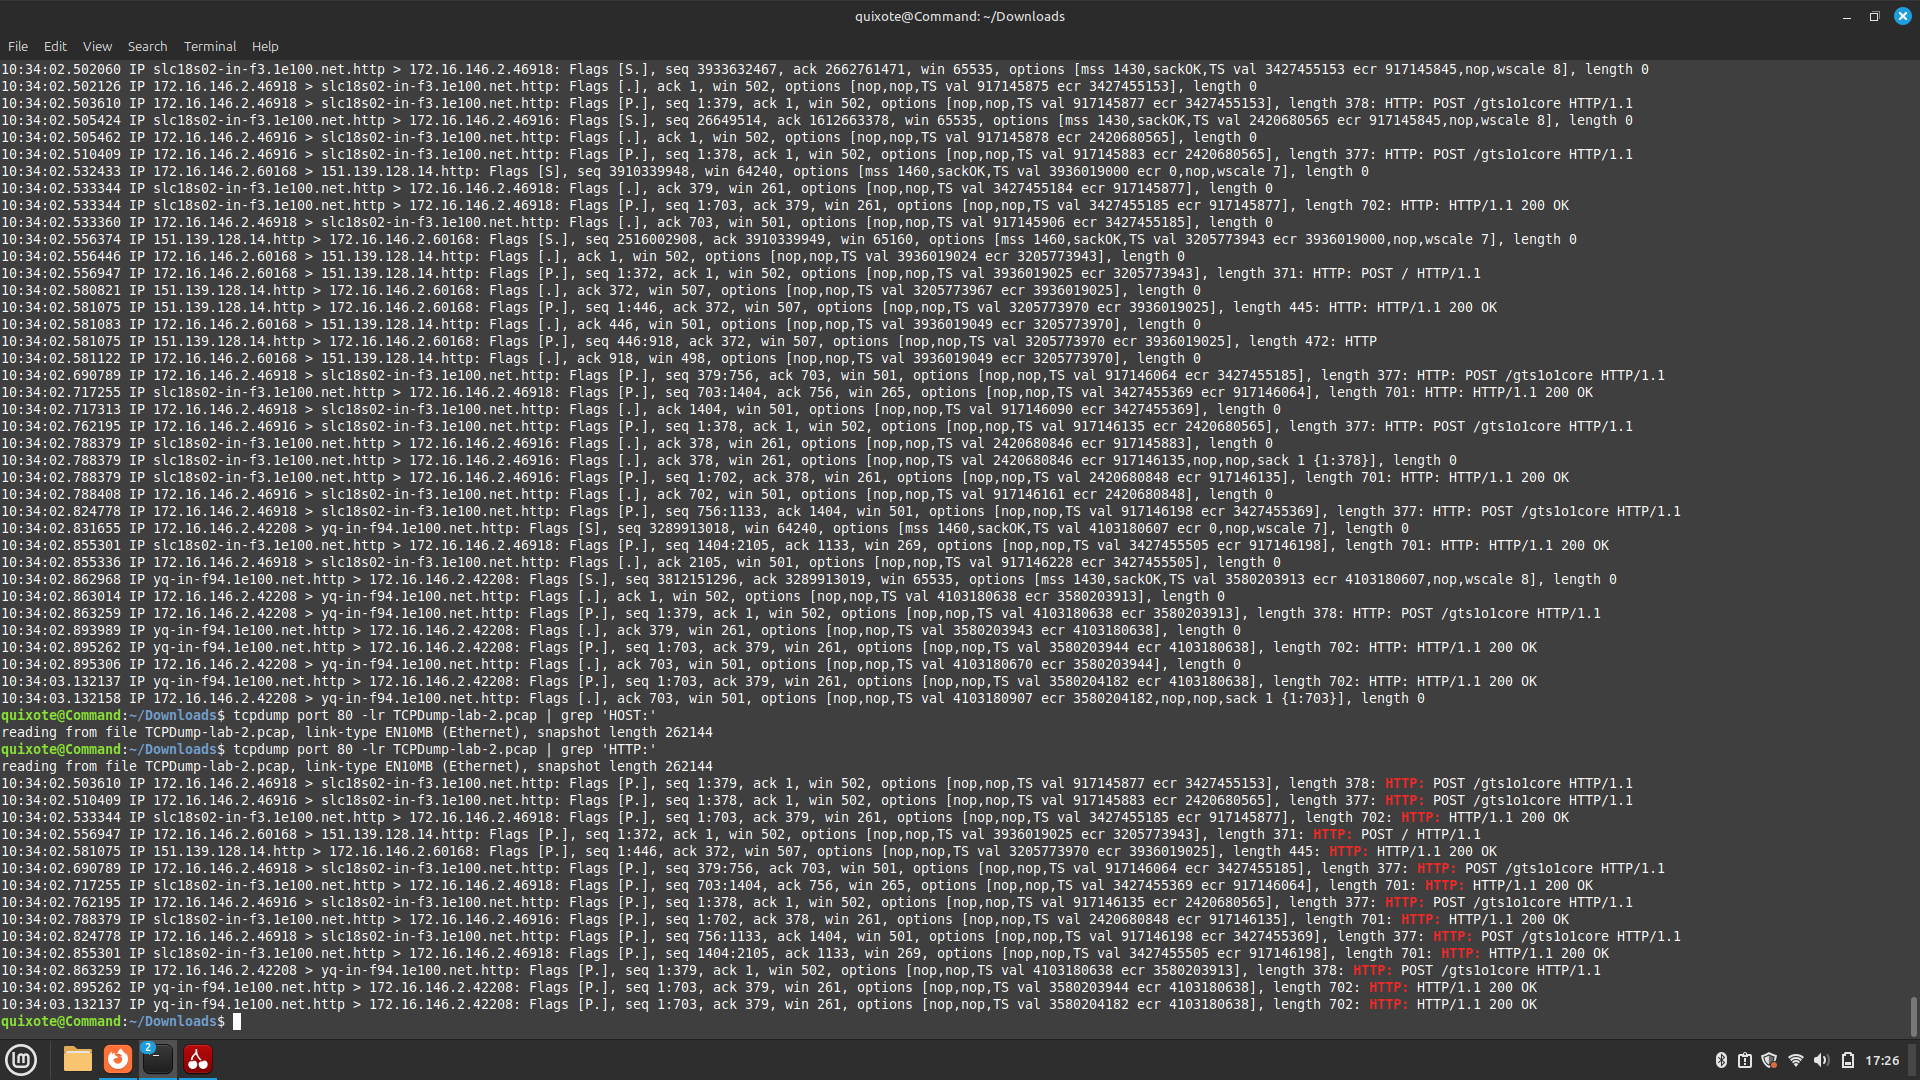 quixote@Command: ~/Downloads
File Edit View Search Terminal Help
10:34:02.502060 IP slc18s02-in-f3.1e100.net.http > 172.16.146.2.46918: Flags [S.], seq 3933632467, ack 2662761471, win 65535, options [mss 1430,sackOK,TS val 3427455153 ecr 917145845,nop,wscale 8], length 0
10:34:02.502126 IP 172.16.146.2.46918 > slc18s02-in-f3.1e100.net.http: Flags [.], ack 1, win 502, options [nop,nop,TS val 917145875 ecr 3427455153], length 0
10:34:02.503610 IP 172.16.146.2.46918 > slc18s02-in-f3.1e100.net.http: Flags [P.], seq 1:379, ack 1, win 502, options [nop,nop,TS val 917145877 ecr 3427455153], length 378: HTTP: POST /gts1o1core HTTP/1.1
10:34:02.505424 IP slc18s02-in-f3.1e100.net.http > 172.16.146.2.46916: Flags [S.], seq 26649514, ack 1612663378, win 65535, options [mss 1430,sackOK,TS val 2420680565 ecr 917145845,nop,wscale 8], length 0
10:34:02.505462 IP 172.16.146.2.46916 > slc18s02-in-f3.1e100.net.http: Flags [.], ack 1, win 502, options [nop,nop,TS val 917145878 ecr 2420680565], length 0
10:34:02.510409 IP 172.16.146.2.46916 > slc18s02-in-f3.1e100.net.http: Flags [P.], seq 1:378, ack 1, win 502, options [nop,nop,TS val 917145883 ecr 2420680565], length 377: HTTP: POST /gts1o1core HTTP/1.1
10:34:02.532433 IP 172.16.146.2.60168 > 151.139.128.14.http: Flags [S], seq 3910339948, win 64240, options [mss 1460,sackOK,TS val 3936019000 ecr 0,nop,wscale 7], length 0
10:34:02.533344 IP slc18s02-in-f3.1e100.net.http > 172.16.146.2.46918: Flags [.], ack 379, win 261, options [nop,nop,TS val 3427455184 ecr 917145877], length 0
10:34:02.533344 IP slc18s02-in-f3.1e100.net.http > 172.16.146.2.46918: Flags [P.], seq 1:703, ack 379, win 261, options [nop,nop,TS val 3427455185 ecr 917145877], length 702: HTTP: HTTP/1.1 200 OK
10:34:02.533360 IP 172.16.146.2.46918 > slc18s02-in-f3.1e100.net.http: Flags [.], ack 703, win 501, options [nop,nop,TS val 917145906 ecr 3427455185], length 0
10:34:02.556374 IP 151.139.128.14.http > 172.16.146.2.60168: Flags [S.], seq 2516002908, ack 3910339949, win 65160, options [mss 1460,sackOK,TS val 3205773943 ecr 3936019000,nop,wscale 7], length 0
10:34:02.556446 IP 172.16.146.2.60168 > 151.139.128.14.http: Flags [.], ack 1, win 502, options [nop,nop,TS val 3936019024 ecr 3205773943], length 0
10:34:02.556947 IP 172.16.146.2.60168 > 151.139.128.14.http: Flags [P.], seq 1:372, ack 1, win 502, options [nop,nop,TS val 3936019025 ecr 3205773943], length 371: HTTP: POST / HTTP/1.1
10:34:02.580821 IP 151.139.128.14.http > 172.16.146.2.60168: Flags [.], ack 372, win 507, options [nop,nop,TS val 3205773967 ecr 3936019025], length 0
10:34:02.581075 IP 151.139.128.14.http > 172.16.146.2.60168: Flags [P.], seq 1:446, ack 372, win 507, options [nop,nop,TS val 3205773970 ecr 3936019025], length 445: HTTP: HTTP/1.1 200 OK
10:34:02.581083 IP 172.16.146.2.60168 > 151.139.128.14.http: Flags [.], ack 446, win 501, options [nop,nop,TS val 3936019049 ecr 3205773970], length 0
10:34:02.581075 IP 151.139.128.14.http > 172.16.146.2.60168: Flags [P.], seq 446:918, ack 372, win 507, options [nop,nop,TS val 3205773970 ecr 3936019025], length 472: HTTP
10:34:02.581122 IP 172.16.146.2.60168 > 151.139.128.14.http: Flags [.], ack 918, win 498, options [nop,nop,TS val 3936019049 ecr 3205773970], length 0
10:34:02.690789 IP 172.16.146.2.46918 > slc18s02-in-f3.1e100.net.http: Flags [P.], seq 379:756, ack 703, win 501, options [nop,nop,TS val 917146064 ecr 3427455185], length 377: HTTP: POST /gts1o1core HTTP/1.1
10:34:02.717255 IP slc18s02-in-f3.1e100.net.http > 172.16.146.2.46918: Flags [P.], seq 703:1404, ack 756, win 265, options [nop,nop,TS val 3427455369 ecr 917146064], length 701: HTTP: HTTP/1.1 200 OK
10:34:02.717313 IP 172.16.146.2.46918 > slc18s02-in-f3.1e100.net.http: Flags [.], ack 1404, win 501, options [nop,nop,TS val 917146090 ecr 3427455369], length 0
10:34:02.762195 IP 172.16.146.2.46916 > slc18s02-in-f3.1e100.net.http: Flags [P.], seq 1:378, ack 1, win 502, options [nop,nop,TS val 917146135 ecr 2420680565], length 377: HTTP: POST /gts1o1core HTTP/1.1
10:34:02.788379 IP slc18s02-in-f3.1e100.net.http > 172.16.146.2.46916: Flags [.], ack 378, win 261, options [nop,nop,TS val 2420680846 ecr 917145883], length 0
10:34:02.788379 IP slc18s02-in-f3.1e100.net.http > 172.16.146.2.46916: Flags [.], ack 378, win 261, options [nop,nop,TS val 2420680846 ecr 917146135,nop,nop,sack 1 {1:378}], length 0
10:34:02.788379 IP slc18s02-in-f3.1e100.net.http > 172.16.146.2.46916: Flags [P.], seq 1:702, ack 378, win 261, options [nop,nop,TS val 2420680848 ecr 917146135], length 701: HTTP: HTTP/1.1 200 OK
10:34:02.788408 IP 172.16.146.2.46916 > slc18s02-in-f3.1e100.net.http: Flags [.], ack 702, win 501, options [nop,nop,TS val 917146161 ecr 2420680848], length 0
10:34:02.824778 IP 172.16.146.2.46918 > slc18s02-in-f3.1e100.net.http: Flags [P.], seq 756:1133, ack 1404, win 501, options [nop,nop,TS val 917146198 ecr 3427455369], length 377: HTTP: POST /gts1o1core HTTP/1.1
10:34:02.831655 IP 172.16.146.2.42208 > yq-in-f94.1e100.net.http: Flags [S], seq 3289913018, win 64240, options [mss 1460,sackOK,TS val 4103180607 ecr 0,nop,wscale 7], length 0
10:34:02.855301 IP slc18s02-in-f3.1e100.net.http > 172.16.146.2.46918: Flags [P.], seq 1404:2105, ack 1133, win 269, options [nop,nop,TS val 3427455505 ecr 917146198], length 701: HTTP: HTTP/1.1 200 OK
10:34:02.855336 IP 172.16.146.2.46918 > slc18s02-in-f3.1e100.net.http: Flags [.], ack 2105, win 501, options [nop,nop,TS val 917146228 ecr 3427455505], length 0
10:34:02.862968 IP yq-in-f94.1e100.net.http > 172.16.146.2.42208: Flags [S.], seq 3812151296, ack 3289913019, win 65535, options [mss 1430,sackOK,TS val 3580203913 ecr 4103180607,nop,wscale 8], length 0
10:34:02.863014 IP 172.16.146.2.42208 > yq-in-f94.1e100.net.http: Flags [.], ack 1, win 502, options [nop,nop,TS val 4103180638 ecr 3580203913], length 0
10:34:02.863259 IP 172.16.146.2.42208 > yq-in-f94.1e100.net.http: Flags [P.], seq 1:379, ack 1, win 502, options [nop,nop,TS val 4103180638 ecr 3580203913], length 378: HTTP: POST /gts1o1core HTTP/1.1
10:34:02.893989 IP yq-in-f94.1e100.net.http > 172.16.146.2.42208: Flags [.], ack 379, win 261, options [nop,nop,TS val 3580203943 ecr 4103180638], length 0
10:34:02.895262 IP yq-in-f94.1e100.net.http > 172.16.146.2.42208: Flags [P.], seq 1:703, ack 379, win 261, options [nop,nop,TS val 3580203944 ecr 4103180638], length 702: HTTP: HTTP/1.1 200 OK
10:34:02.895306 IP 172.16.146.2.42208 > yq-in-f94.1e100.net.http: Flags [.], ack 703, win 501, options [nop,nop,TS val 4103180670 ecr 3580203944], length 0
10:34:03.132137 IP yq-in-f94.1e100.net.http > 172.16.146.2.42208: Flags [P.], seq 1:703, ack 379, win 261, options [nop,nop,TS val 3580204182 ecr 4103180638], length 702: HTTP: HTTP/1.1 200 OK
10:34:03.132158 IP 172.16.146.2.42208 > yq-in-f94.1e100.net.http: Flags [.], ack 703, win 501, options [nop,nop,TS val 4103180907 ecr 3580204182,nop,nop,sack 1 {1:703}], length 0
quixote@Command:~/Downloads$ tcpdump port 80 -lr TCPDump-lab-2.pcap | grep 'HOST:'
reading from file TCPDump-lab-2.pcap, link-type EN10MB (Ethernet), snapshot length 262144
quixote@Command:~/Downloads$ tcpdump port 80 -lr TCPDump-lab-2.pcap | grep 'HTTP:'
reading from file TCPDump-lab-2.pcap, link-type EN10MB (Ethernet), snapshot length 262144
10:34:02.503610 IP 172.16.146.2.46918 > slc18s02-in-f3.1e100.net.http: Flags [P.], seq 1:379, ack 1, win 502, options [nop,nop,TS val 917145877 ecr 3427455153], length 378: HTTP: POST /gts1o1core HTTP/1.1
10:34:02.510409 IP 172.16.146.2.46916 > slc18s02-in-f3.1e100.net.http: Flags [P.], seq 1:378, ack 1, win 502, options [nop,nop,TS val 917145883 ecr 2420680565], length 377: HTTP: POST /gts1o1core HTTP/1.1
10:34:02.533344 IP slc18s02-in-f3.1e100.net.http > 172.16.146.2.46918: Flags [P.], seq 1:703, ack 379, win 261, options [nop,nop,TS val 3427455185 ecr 917145877], length 702: HTTP: HTTP/1.1 200 OK
10:34:02.556947 IP 172.16.146.2.60168 > 151.139.128.14.http: Flags [P.], seq 1:372, ack 1, win 502, options [nop,nop,TS val 3936019025 ecr 3205773943], length 371: HTTP: POST / HTTP/1.1
10:34:02.581075 IP 151.139.128.14.http > 172.16.146.2.60168: Flags [P.], seq 1:446, ack 372, win 507, options [nop,nop,TS val 3205773970 ecr 3936019025], length 445: HTTP: HTTP/1.1 200 OK
10:34:02.690789 IP 172.16.146.2.46918 > slc18s02-in-f3.1e100.net.http: Flags [P.], seq 379:756, ack 703, win 501, options [nop,nop,TS val 917146064 ecr 3427455185], length 377: HTTP: POST /gts1o1core HTTP/1.1
10:34:02.717255 IP slc18s02-in-f3.1e100.net.http > 172.16.146.2.46918: Flags [P.], seq 703:1404, ack 756, win 265, options [nop,nop,TS val 3427455369 ecr 917146064], length 701: HTTP: HTTP/1.1 200 OK
10:34:02.762195 IP 172.16.146.2.46916 > slc18s02-in-f3.1e100.net.http: Flags [P.], seq 1:378, ack 1, win 502, options [nop,nop,TS val 917146135 ecr 2420680565], length 377: HTTP: POST /gts1o1core HTTP/1.1
10:34:02.788379 IP slc18s02-in-f3.1e100.net.http > 172.16.146.2.46916: Flags [P.], seq 1:702, ack 378, win 261, options [nop,nop,TS val 2420680848 ecr 917146135], length 701: HTTP: HTTP/1.1 200 OK
10:34:02.824778 IP 172.16.146.2.46918 > slc18s02-in-f3.1e100.net.http: Flags [P.], seq 756:1133, ack 1404, win 501, options [nop,nop,TS val 917146198 ecr 3427455369], length 377: HTTP: POST /gts1o1core HTTP/1.1
10:34:02.855301 IP slc18s02-in-f3.1e100.net.http > 172.16.146.2.46918: Flags [P.], seq 1404:2105, ack 1133, win 269, options [nop,nop,TS val 3427455505 ecr 917146198], length 701: HTTP: HTTP/1.1 200 OK
10:34:02.863259 IP 172.16.146.2.42208 > yq-in-f94.1e100.net.http: Flags [P.], seq 1:379, ack 1, win 502, options [nop,nop,TS val 4103180638 ecr 3580203913], length 378: HTTP: POST /gts1o1core HTTP/1.1
10:34:02.895262 IP yq-in-f94.1e100.net.http > 172.16.146.2.42208: Flags [P.], seq 1:703, ack 379, win 261, options [nop,nop,TS val 3580203944 ecr 4103180638], length 702: HTTP: HTTP/1.1 200 OK
10:34:03.132137 IP yq-in-f94.1e100.net.http > 172.16.146.2.42208: Flags [P.], seq 1:703, ack 379, win 261, options [nop,nop,TS val 3580204182 ecr 4103180638], length 702: HTTP: HTTP/1.1 200 OK
quixote@Command:~/Downloads$
2
17:26